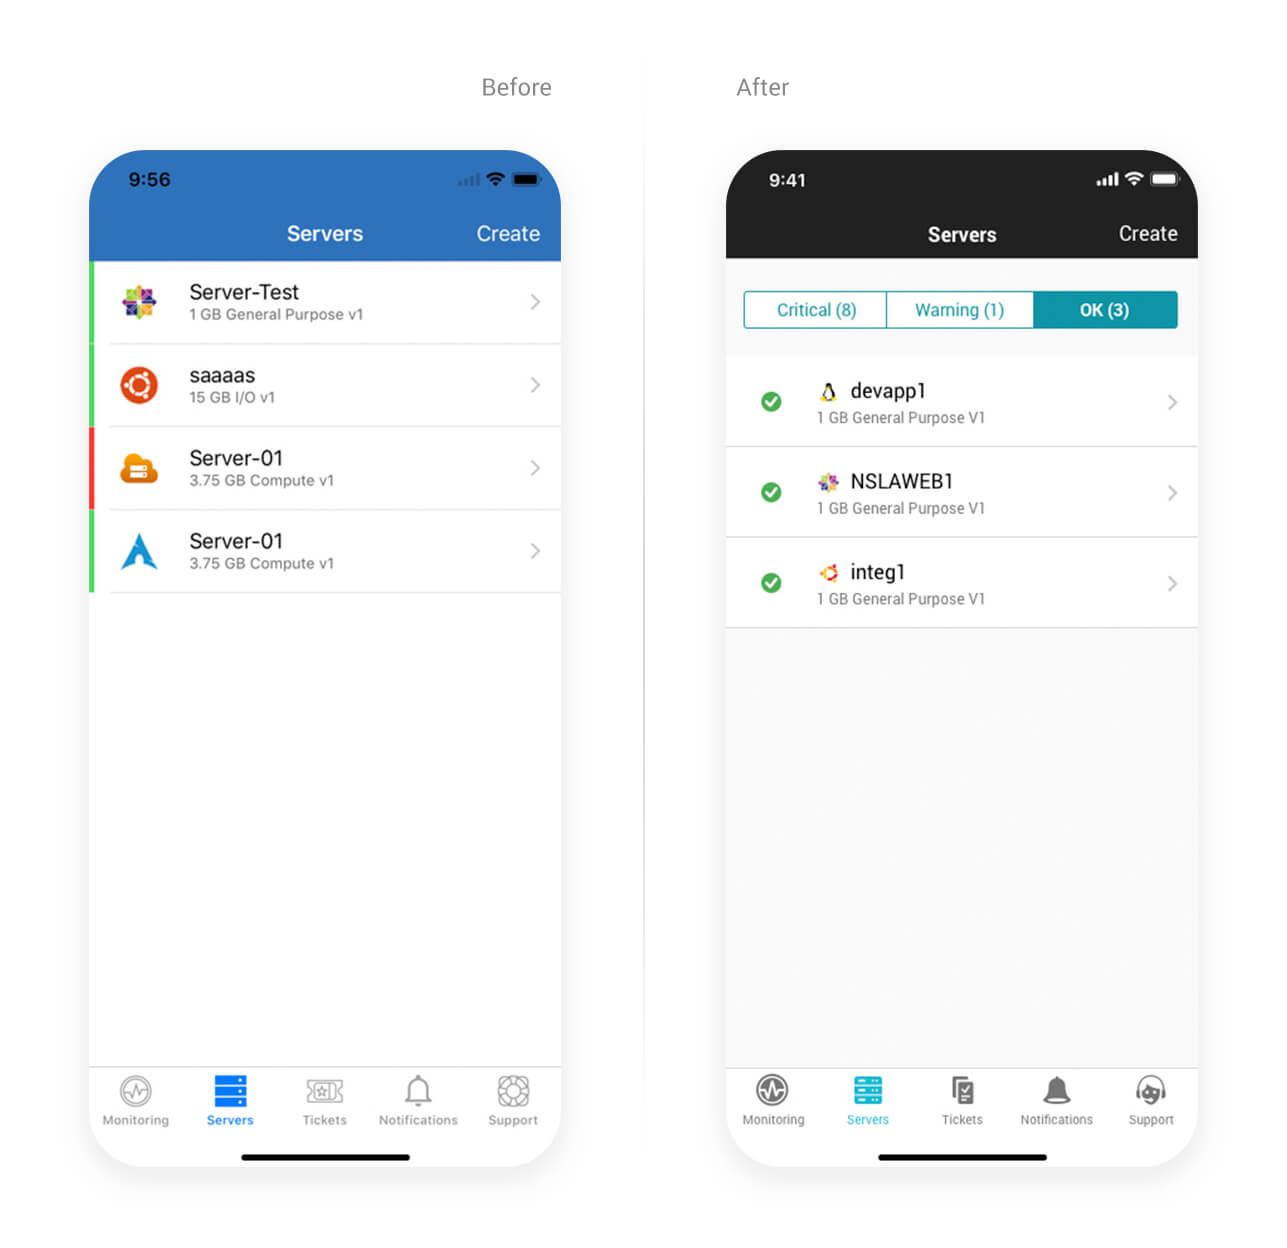 Before
After
9:56
Servers
Create
Server-Test
1 GB General Purpose v1
saaaas
15 GB I/O v1
Server-01
3.75 GB Compute v1
Server-01
3.75 GB Compute v1
Monitoring
Servers
Tickets
Notifications
Support
9:41
Servers
Create
Critical (8)
Warning (1)
OK (3)
devapp1
1 GB General Purpose V1
NSLAWEB1
1 GB General Purpose V1
integ1
1 GB General Purpose V1
Monitoring
Servers
Tickets
Notifications
Support